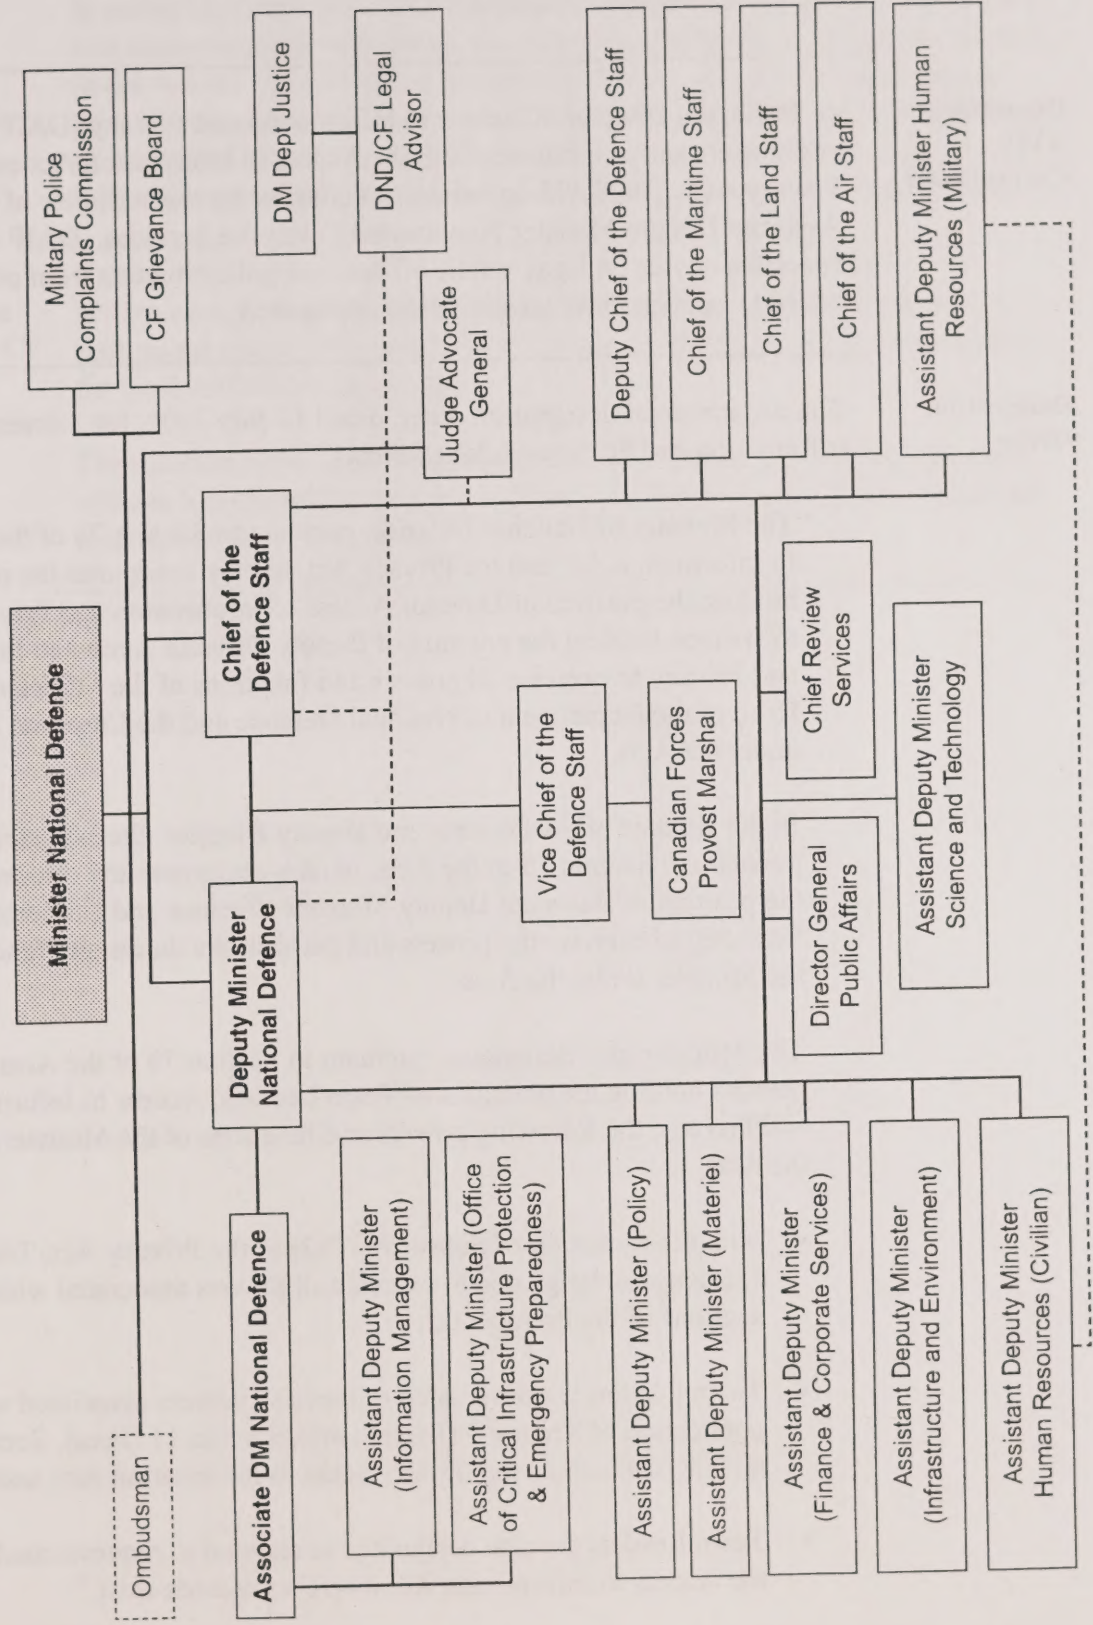 Minister National Defence
Ombudsman
Military Police
Complaints Commission
CF Grievance Board
Deputy Minister
National Defence
Chief of the
Defence Staff
DM Dept Justice
DND/CF Legal
Advisor
Associate DM National Defence
Judge Advocate
General
Assistant Deputy Minister
(Information Management)
Assistant Deputy Minister (Office
of Critical Infrastructure Protection
& Emergency Preparedness)
Vice Chief of the
Defence Staff
Canadian Forces
Provost Marshal
Assistant Deputy Minister (Policy)
Assistant Deputy Minister (Materiel)
Assistant Deputy Minister
(Finance & Corporate Services)
Assistant Deputy Minister
(Infrastructure and Environment)
Assistant Deputy Minister
Human Resources (Civilian)
Director General
Public Affairs
Chief Review
Services
Assistant Deputy Minister
Science and Technology
Deputy Chief of the Defence Staff
Chief of the Maritime Staff
Chief of the Land Staff
Chief of the Air Staff
Assistant Deputy Minister Human
Resources (Military)